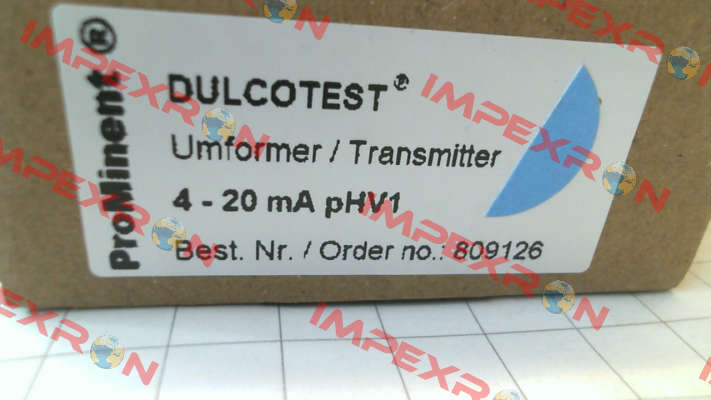 ProMinent®
DULCOTEST®
Umformer / Transmitter
4 - 20 mA pHV1
Best. Nr. / Order no.: 809126
IMPEXRON
IMPEXRON
IMPEXRON
IMPEXRON
IMPEXRON
IMPEXRON